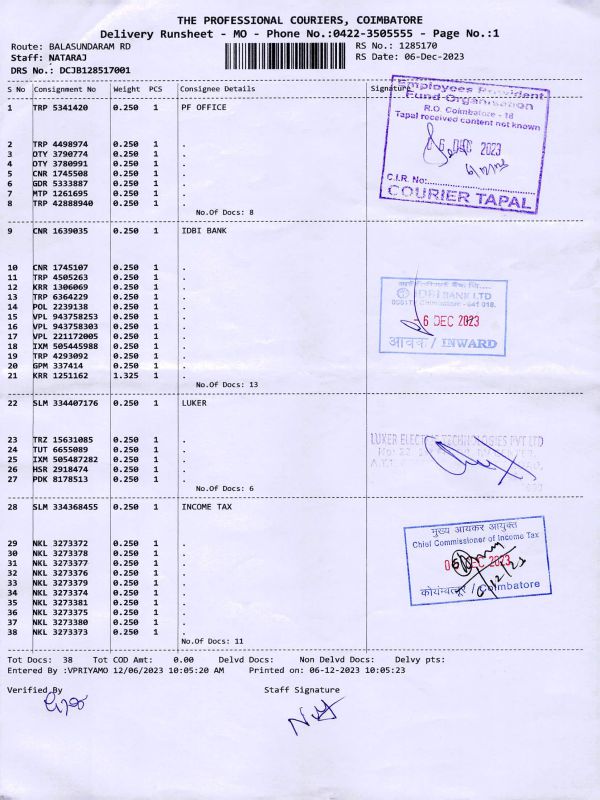 THE PROFESSIONAL COURIERS, COIMBATORE
Delivery Runsheet - MO - Phone No.:0422-3505555 - Page No.:1
Route: BALASUNDARAM RD RS No.: 1285170
Staff: NATARAJ RS Date: 06-Dec-2023
DRS No.: DCJB128517001
S No Consignment No Weight PCS Consignee Details Signature
1 TRP 5341420 0.250 1 PF OFFICE
2 TRP 4498974 0.250 1 .
3 DTY 3790774 0.250 1 .
4 DTY 3780991 0.250 1 .
5 CNR 1745508 0.250 1 .
6 GDR 5333887 0.250 1 .
7 MTP 1261695 0.250 1 .
8 TRP 42888940 0.250 1 .
No.Of Docs: 8
Employees Provident
Fund Organisation
R.O. Coimbatore - 18
Tapal received content not known
6 DEC 2023
C.I.R. No:
COURIER TAPAL
9 CNR 1639035 0.250 1 IDBI BANK
10 CNR 1745107 0.250 1 .
11 TRP 4505263 0.250 1 .
12 KRR 1306069 0.250 1 .
13 TRP 6364229 0.250 1 .
14 POL 2239138 0.250 1 .
15 VPL 943758253 0.250 1 .
16 VPL 943758303 0.250 1 .
17 VPL 221172005 0.250 1 .
18 IXM 505445988 0.250 1 .
19 TRP 4293092 0.250 1 .
20 GPM 337414 0.250 1 .
21 KRR 1251162 1.325 1 .
No.Of Docs: 13
IDBI BANK LTD
Coimbatore - 641 018.
- 6 DEC 2023
आवक / INWARD
22 SLM 334407176 0.250 1 LUKER
23 TRZ 15631085 0.250 1 .
24 TUT 6655089 0.250 1 .
25 IXM 505487282 0.250 1 .
26 HSR 2918474 0.250 1 .
27 PDK 8178513 0.250 1 .
No.Of Docs: 6
LUKER ELECTRIC TECHNOLOGIES PVT LTD
28 SLM 334368455 0.250 1 INCOME TAX
29 NKL 3273372 0.250 1 .
30 NKL 3273378 0.250 1 .
31 NKL 3273377 0.250 1 .
32 NKL 3273376 0.250 1 .
33 NKL 3273379 0.250 1 .
34 NKL 3273374 0.250 1 .
35 NKL 3273381 0.250 1 .
36 NKL 3273375 0.250 1 .
37 NKL 3273380 0.250 1 .
38 NKL 3273373 0.250 1 .
No.Of Docs: 11
मुख्य आयकर आयुक्त
Chief Commissioner of Income Tax
DEC 2023
6/12/23
कोयम्बत्तूर / Coimbatore
Tot Docs: 38 Tot COD Amt: 0.00 Delvd Docs: Non Delvd Docs: Delvy pts:
Entered By :VPRIYAMO 12/06/2023 10:05:20 AM Printed on: 06-12-2023 10:05:23
Verified By Staff Signature